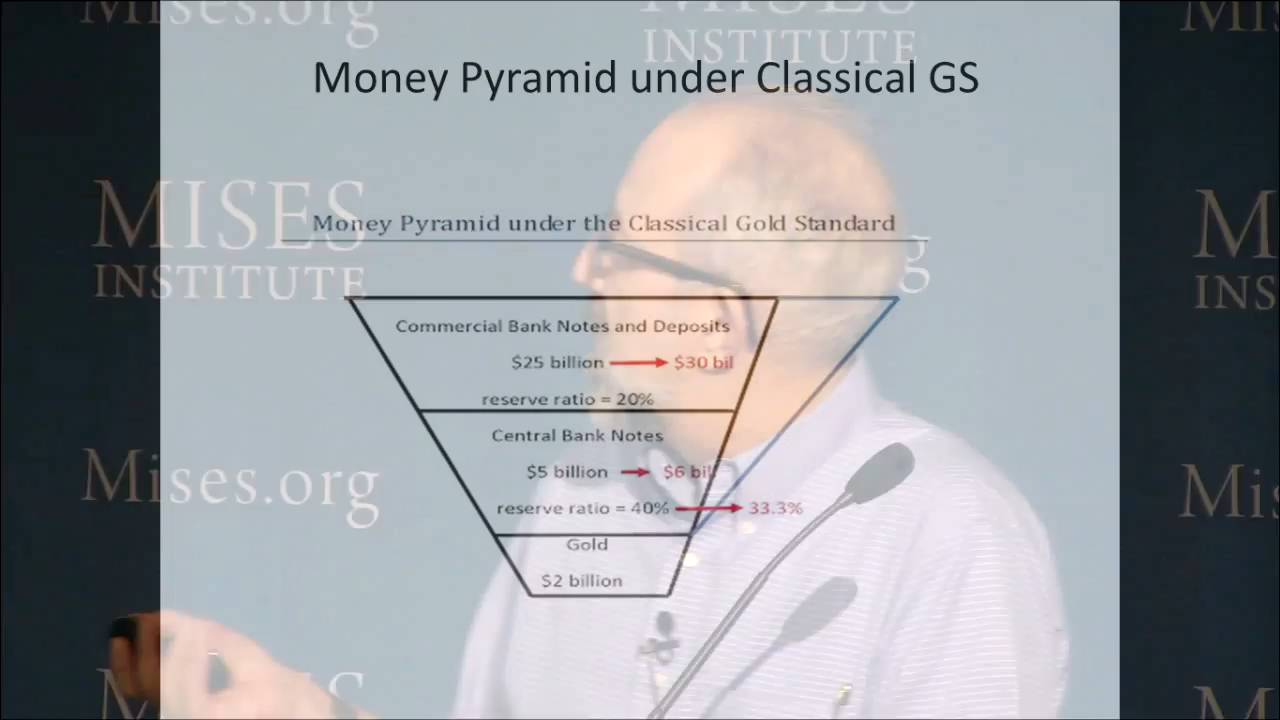 Mises.org
INSTITUTE
Money Pyramid under Classical GS
MISES
INSTITUTE
Money Pyramid under the Classical Gold Standard
Commercial Bank Notes and Deposits
$25 billion $30 bil
reserve ratio = 20%
Central Bank Notes
$5 billion $6 bil
reserve ratio = 40% 33.3%
Gold
$2 billion
Mises.org